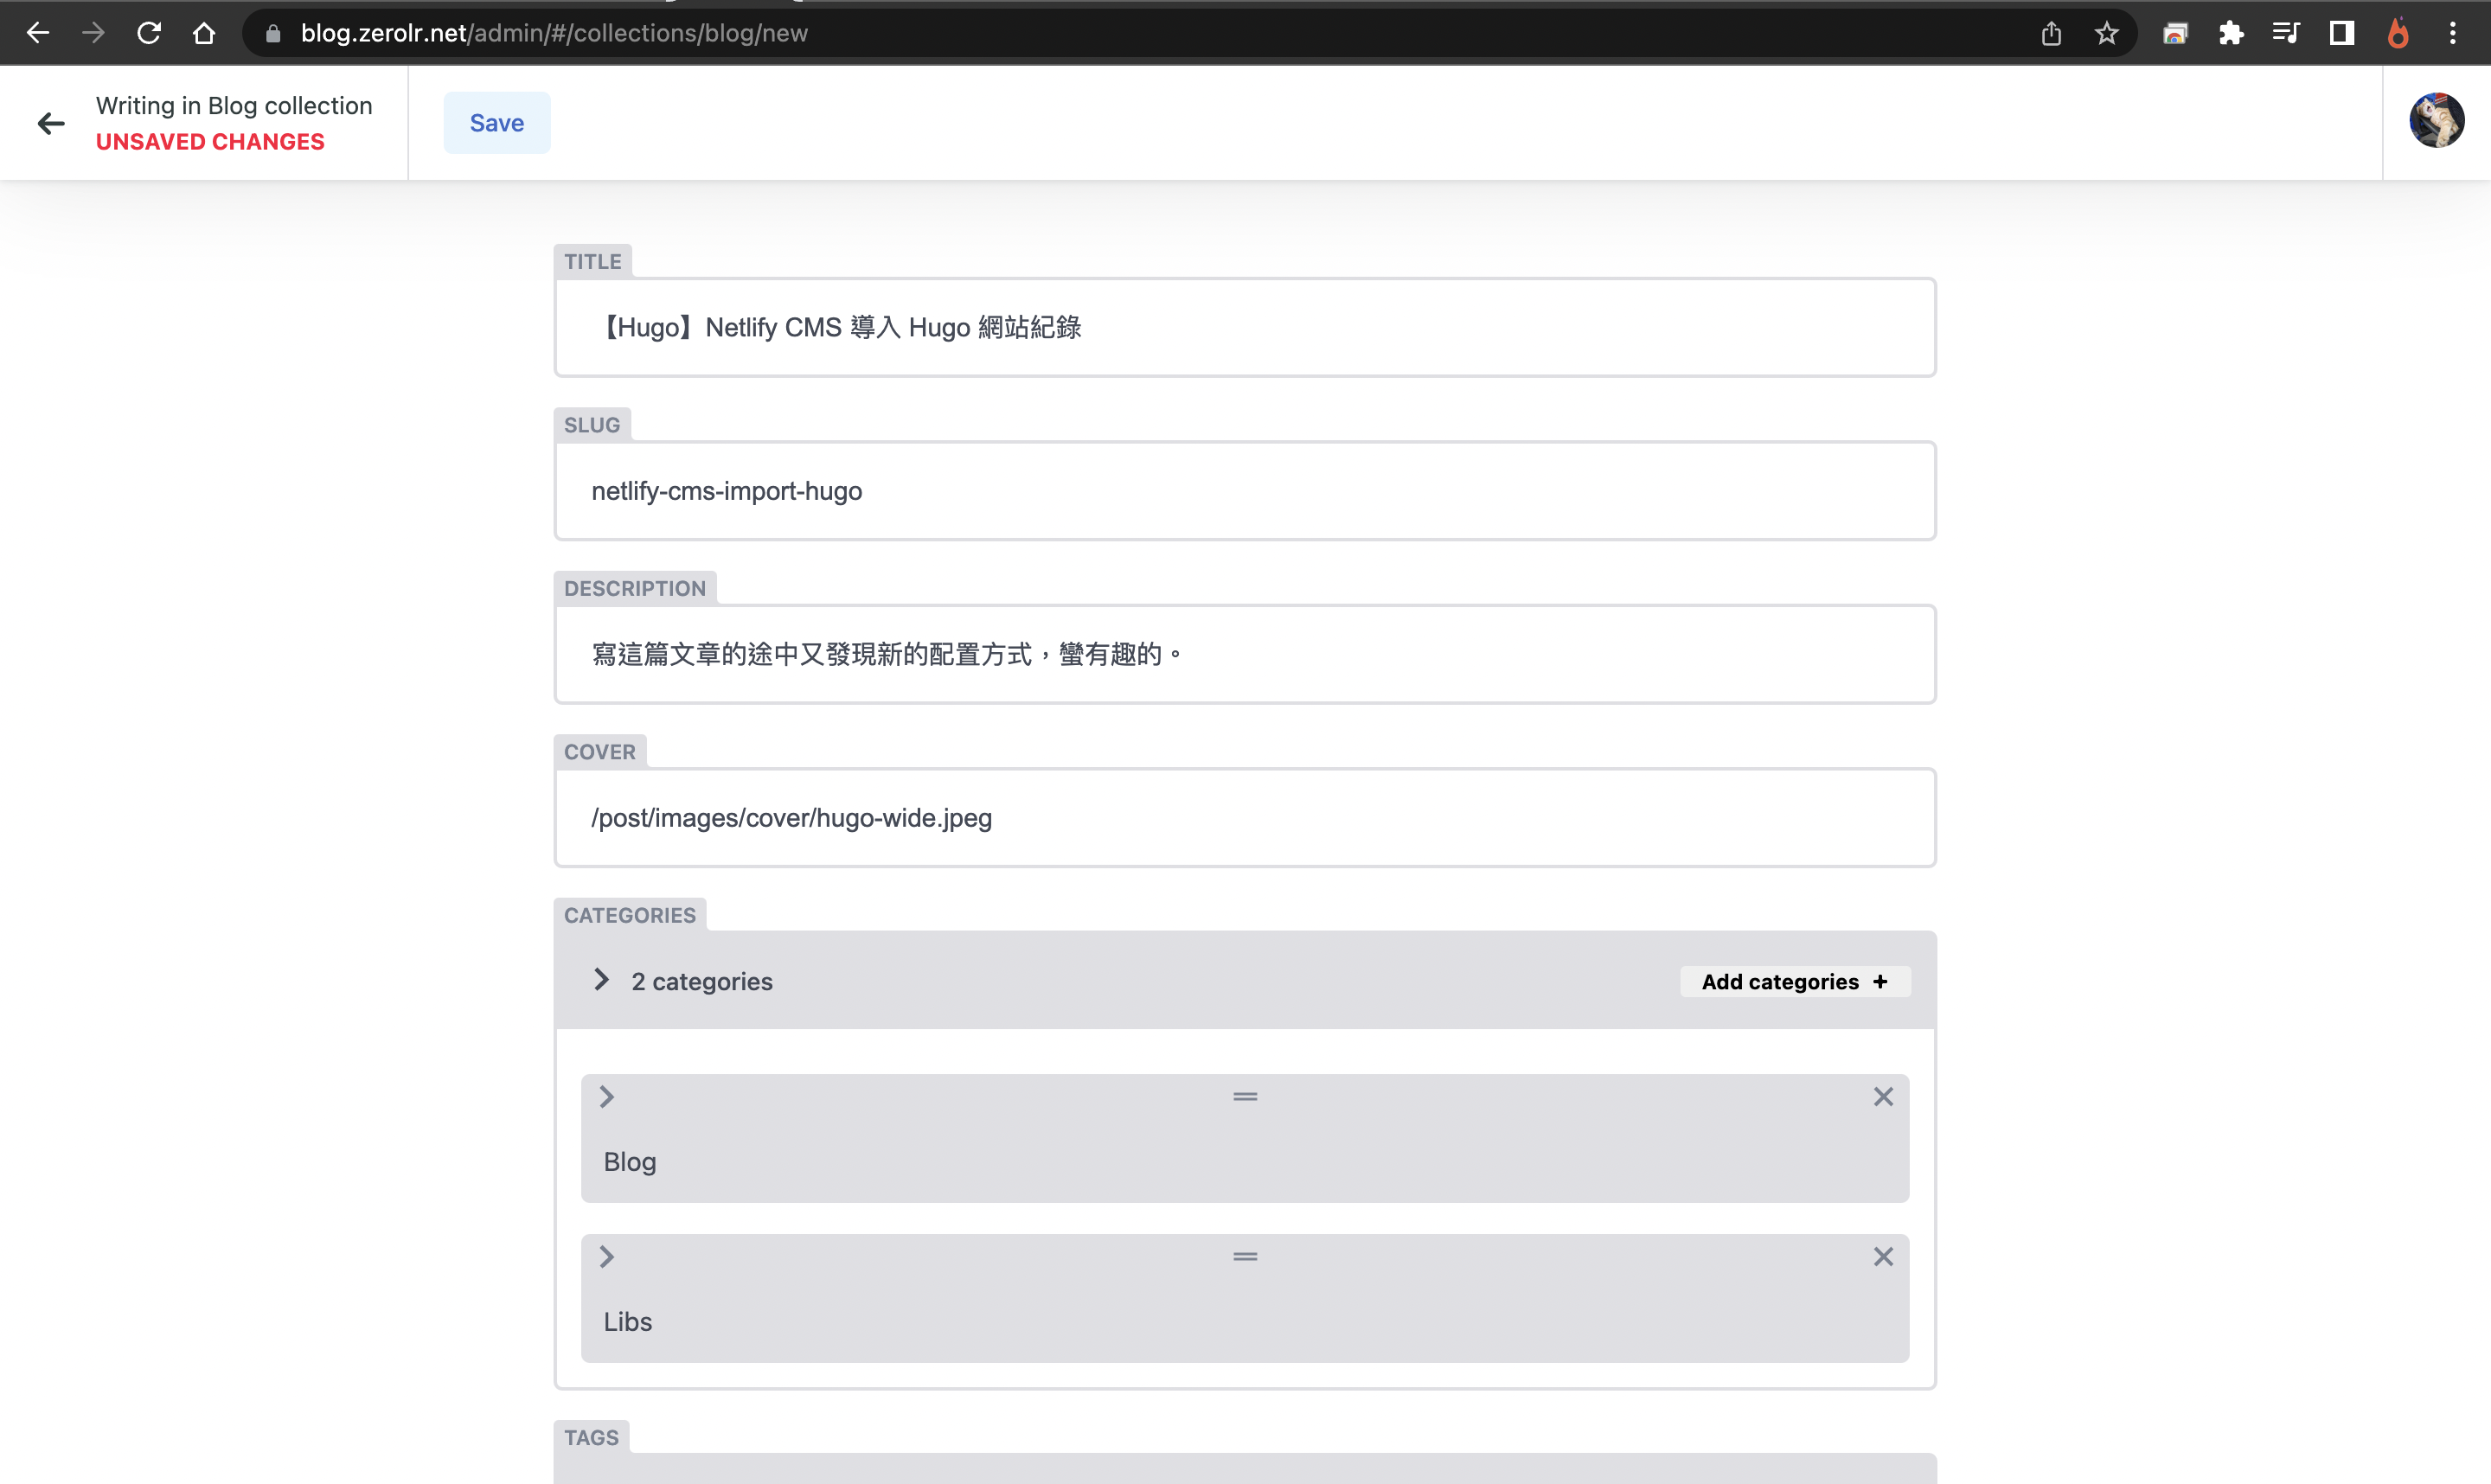 blog.zerolr.net/admin/#/collections/blog/new
Writing in Blog collection
UNSAVED CHANGES
Save
TITLE
【Hugo】Netlify CMS 導入 Hugo 網站紀錄
SLUG
netlify-cms-import-hugo
DESCRIPTION
寫這篇文章的途中又發現新的配置方式，蠻有趣的。
COVER
/post/images/cover/hugo-wide.jpeg
CATEGORIES
2 categories
Add categories +
Blog
Libs
TAGS